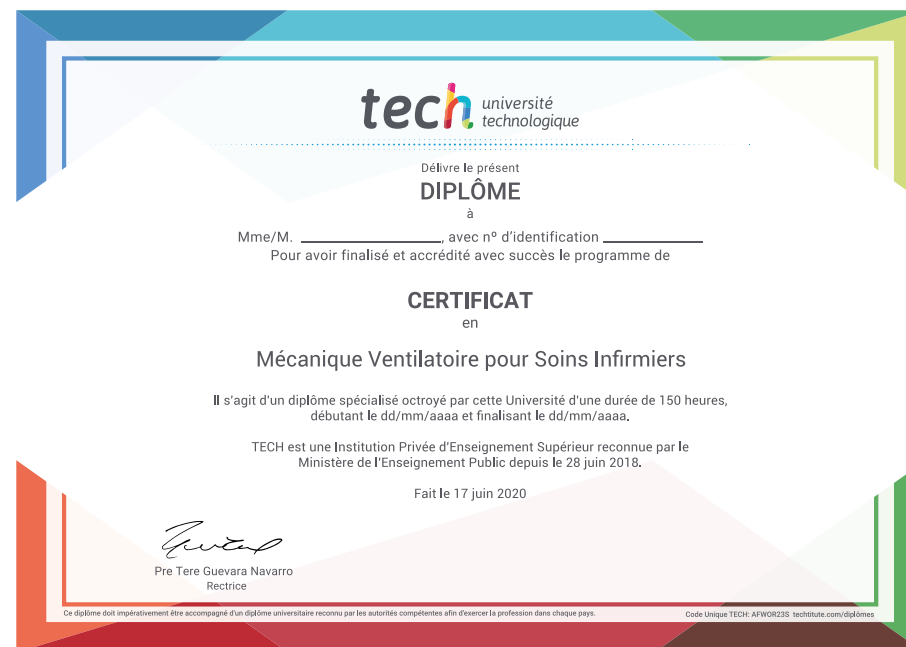 tech université
technologique
Délivre le présent
DIPLÔME
à
Mme/M. ____________, avec nº d'identification ____________
Pour avoir finalisé et accrédité avec succès le programme de
CERTIFICAT
en
Mécanique Ventilatoire pour Soins Infirmiers
Il s'agit d'un diplôme spécialisé octroyé par cette Université d'une durée de 150 heures,
débutant le dd/mm/aaaa et finalisant le dd/mm/aaaa.
TECH est une Institution Privée d'Enseignement Supérieur reconnue par le
Ministère de l'Enseignement Public depuis le 28 juin 2018.
Fait le 17 juin 2020
Pre Tere Guevara Navarro
Rectrice
Ce diplôme doit impérativement être accompagné d'un diplôme universitaire reconnu par les autorités compétentes afin d'exercer la profession dans chaque pays.
Code Unique TECH: AFWOR23S techtitute.com/diplômes